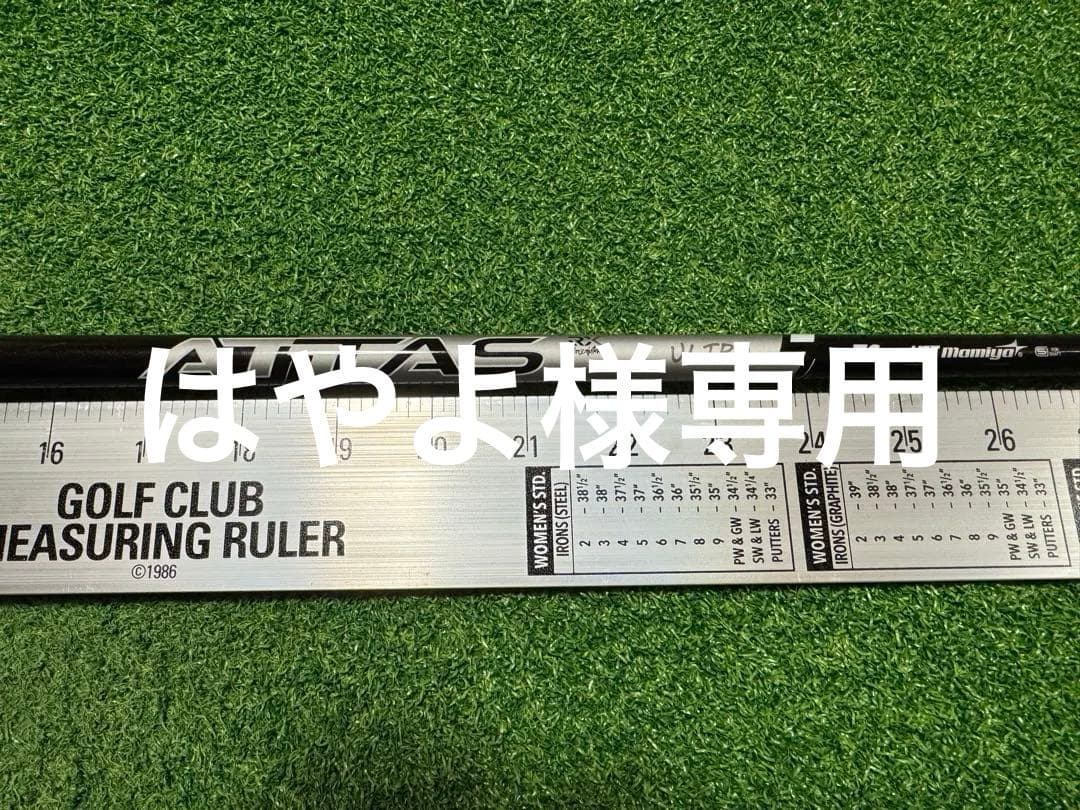 ATTAS
はやよ様専用
Mamiya
16 18 19 20 21 22 23 24 25 26
GOLF CLUB
MEASURING RULER
©1986
WOMEN'S STD.
IRONS (STEEL)
2 – 38½"
3 – 38"
4 – 37½"
5 – 37"
6 – 36½"
7 – 36"
8 – 35½"
9 – 35"
PW & GW – 34½"
SW & LW – 34¼"
PUTTERS – 33"
WOMEN'S STD.
IRONS (GRAPHITE)
2 – 39"
3 – 38½"
4 – 38"
5 – 37½"
6 – 37"
7 – 36½"
8 – 36"
9 – 35½"
PW & GW – 35"
SW & LW – 34½"
PUTTERS – 33"